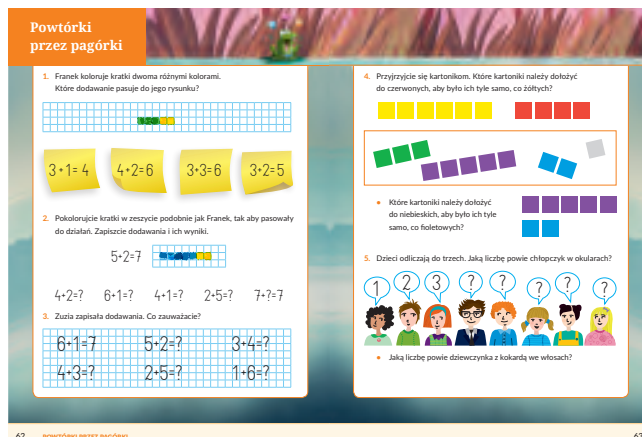 Powtórki
przez pagórki
1. Franek koloruje kratki dwoma różnymi kolorami.
Które dodawanie pasuje do jego rysunku?
3+1=4
4+2=6
3+3=6
3+2=5
2. Pokolorujcie kratki w zeszycie podobnie jak Franek, tak aby pasowały
do działań. Zapiszcie dodawania i ich wyniki.
5+2=7
4+2=? 6+1=? 4+1=? 2+5=? 7+?=7
3. Zuzia zapisała dodawania. Co zauważacie?
6+1=7 5+2=? 3+4=?
4+3=? 2+5=? 1+6=?
4. Przyjrzyjcie się kartonikom. Które kartoniki należy dołożyć
do czerwonych, aby było ich tyle samo, co żółtych?
• Które kartoniki należy dołożyć
do niebieskich, aby było ich tyle
samo, co fioletowych?
5. Dzieci odliczają do trzech. Jaką liczbę powie chłopczyk w okularach?
1 2 3 ? ? ? ? ?
• Jaką liczbę powie dziewczynka z kokardą we włosach?
62 POWTÓRKI PRZEZ PAGÓRKI
63